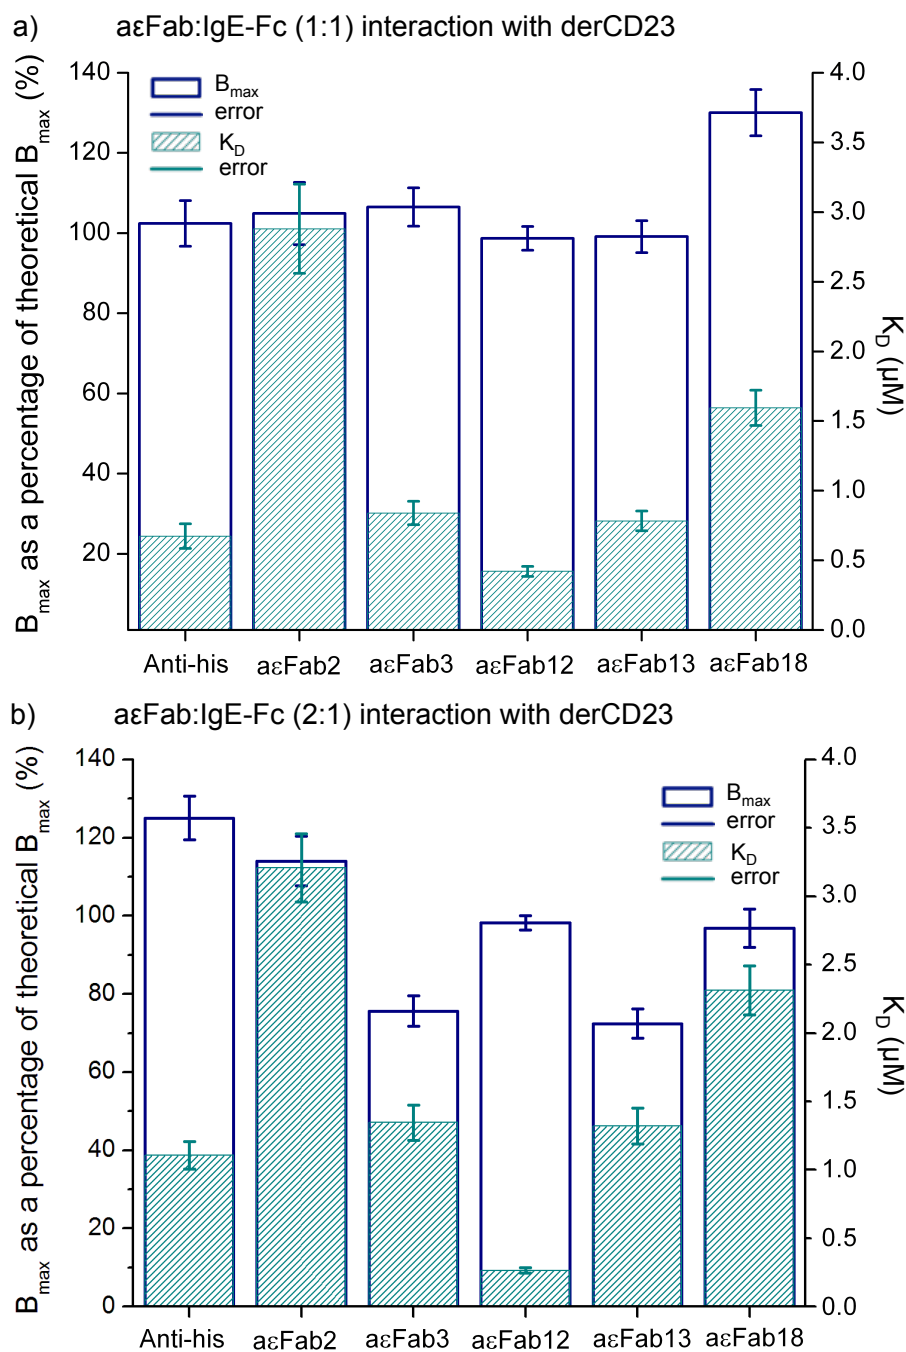 a) aεFab:IgE-Fc (1:1) interaction with derCD23
B_max as a percentage of theoretical B_max (%)
140
120
100
80
60
40
20
B_max
error
K_D
error
4.0
3.5
3.0
2.5
2.0
1.5
1.0
0.5
0.0
K_D (µM)
Anti-his aεFab2 aεFab3 aεFab12 aεFab13 aεFab18
b) aεFab:IgE-Fc (2:1) interaction with derCD23
B_max as a percentage of theoretical B_max (%)
140
120
100
80
60
40
20
0
B_max
error
K_D
error
4.0
3.5
3.0
2.5
2.0
1.5
1.0
0.5
0.0
K_D (µM)
Anti-his aεFab2 aεFab3 aεFab12 aεFab13 aεFab18